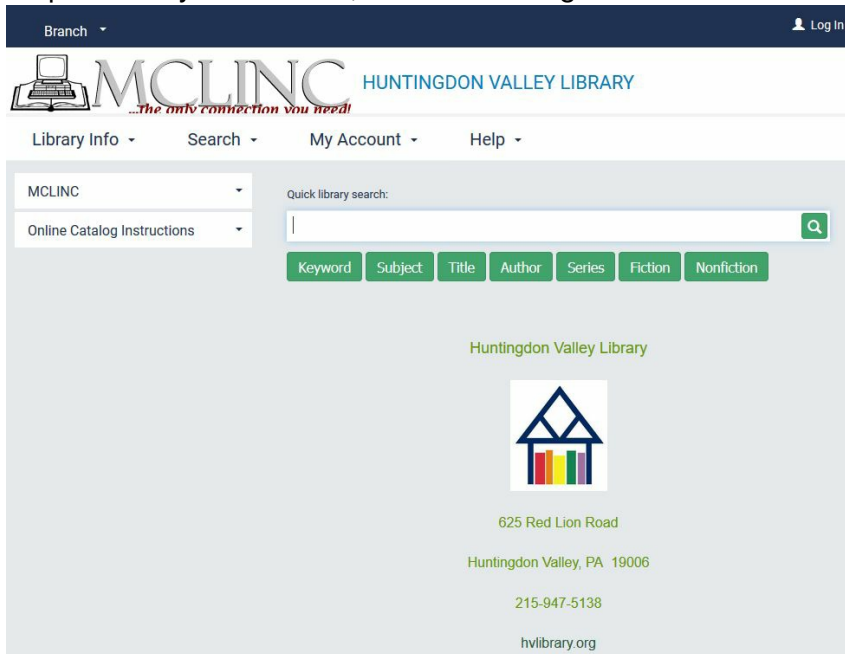 Branch
Log In
MCLINC
...the only connection you need!
HUNTINGDON VALLEY LIBRARY
Library Info Search My Account Help
MCLINC
Online Catalog Instructions
Quick library search:
Keyword Subject Title Author Series Fiction Nonfiction
Huntingdon Valley Library
625 Red Lion Road
Huntingdon Valley, PA 19006
215-947-5138
hvlibrary.org